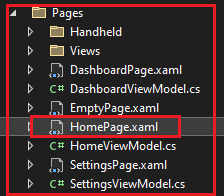 Pages
Handheld
Views
DashboardPage.xaml
C# DashboardViewModel.cs
EmptyPage.xaml
HomePage.xaml
C# HomeViewModel.cs
SettingsPage.xaml
C# SettingsViewModel.cs